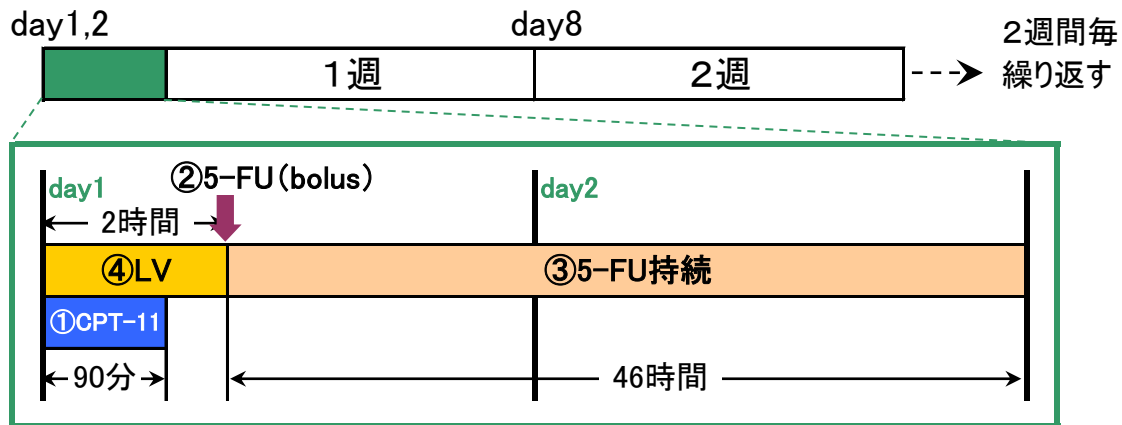 day1,2
day8
2週間毎
繰り返す
1週
2週
②5-FU(bolus)
day1
day2
2時間
④LV
③5-FU持続
①CPT-11
90分
46時間